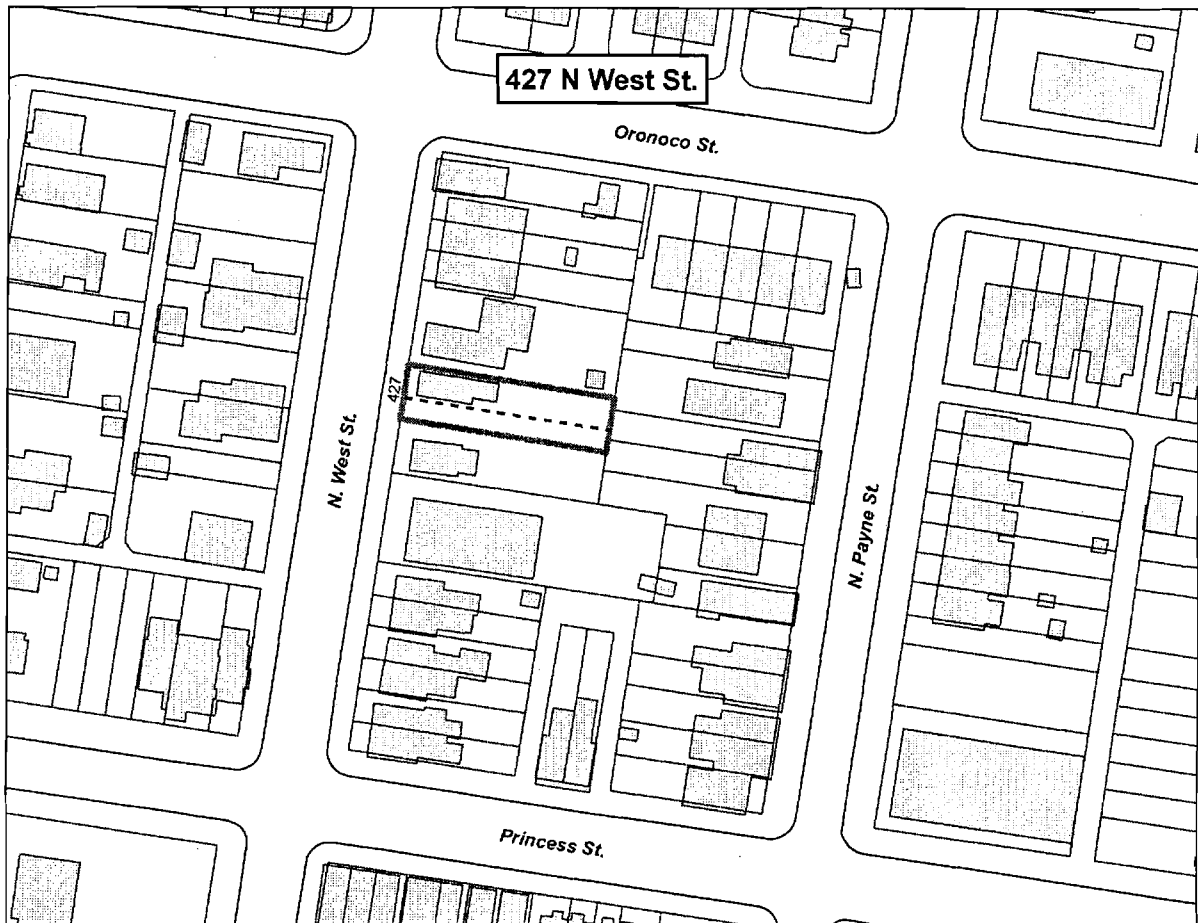 427 N West St.
Oronoco St.
427
N. West St.
N. Payne St.
Princess St.